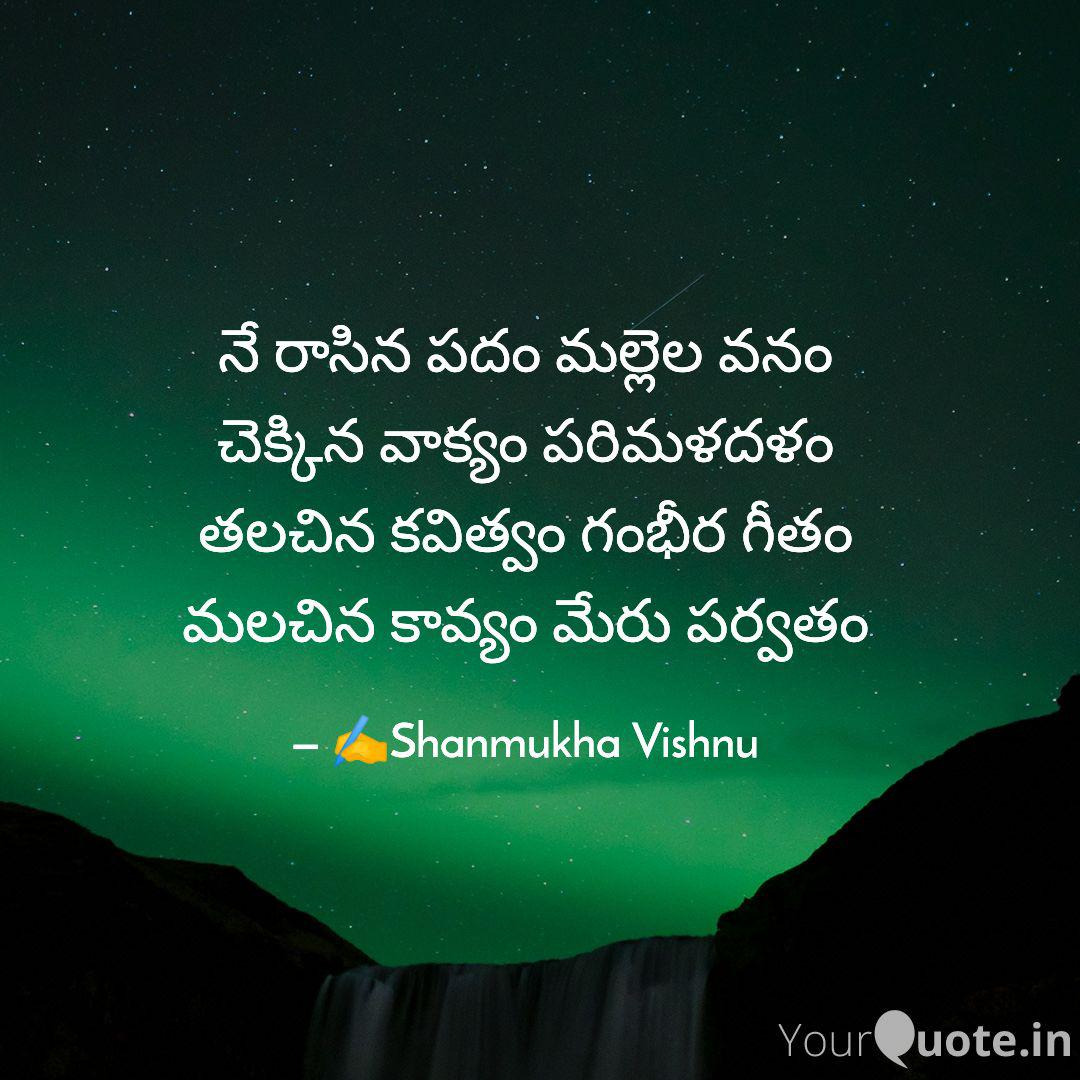 నే రాసిన పదం మల్లెల వనం
చెక్కిన వాక్యం పరిమళదళం
తలచిన కవిత్వం గంభీర గీతం
మలచిన కావ్యం మేరు పర్వతం
– ✍️Shanmukha Vishnu
YourQuote.in